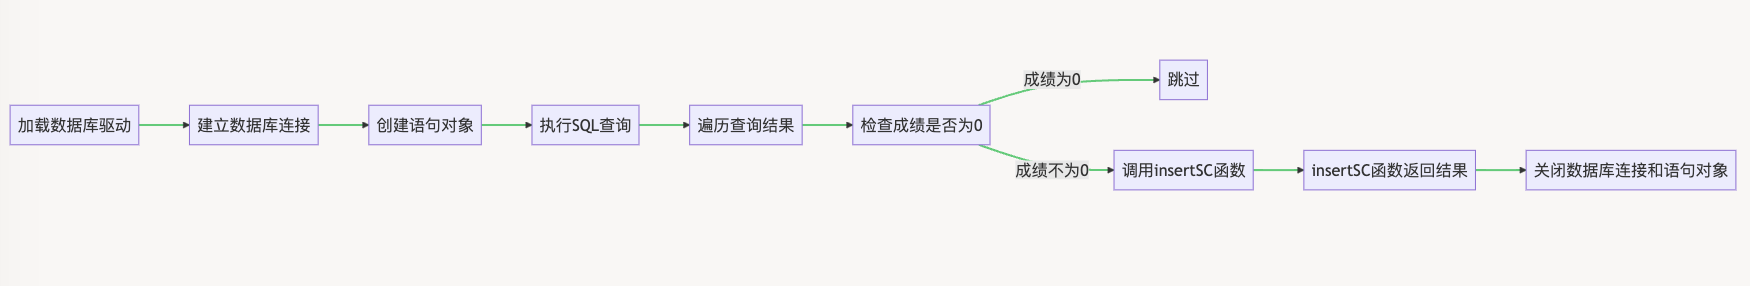 加载数据库驱动
建立数据库连接
创建语句对象
执行SQL查询
遍历查询结果
检查成绩是否为0
成绩为0
跳过
成绩不为0
调用insertSC函数
insertSC函数返回结果
关闭数据库连接和语句对象